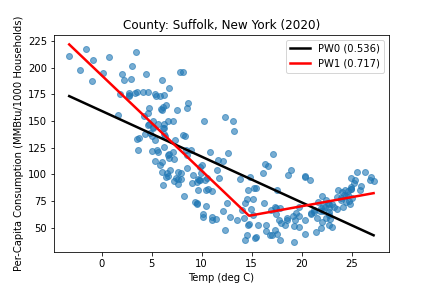 County: Suffolk, New York (2020)
Per-Capita Consumption (MMBtu/1000 Households)
225
200
175
150
125
100
75
50
PW0 (0.536)
PW1 (0.717)
0 5 10 15 20 25
Temp (deg C)